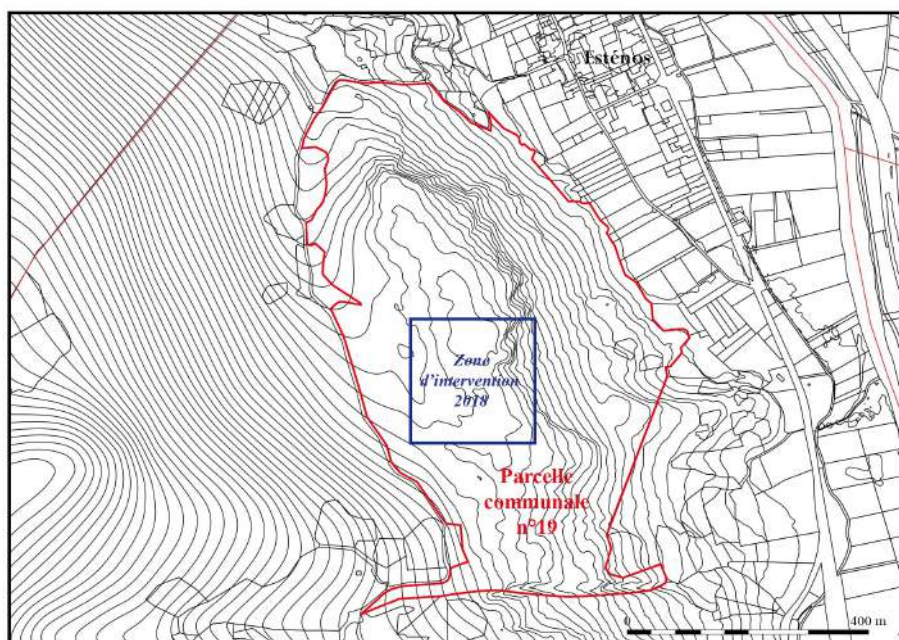 Esténos
Zone
d'intervention
2018
Parcelle
communale
n°19
0 400 m